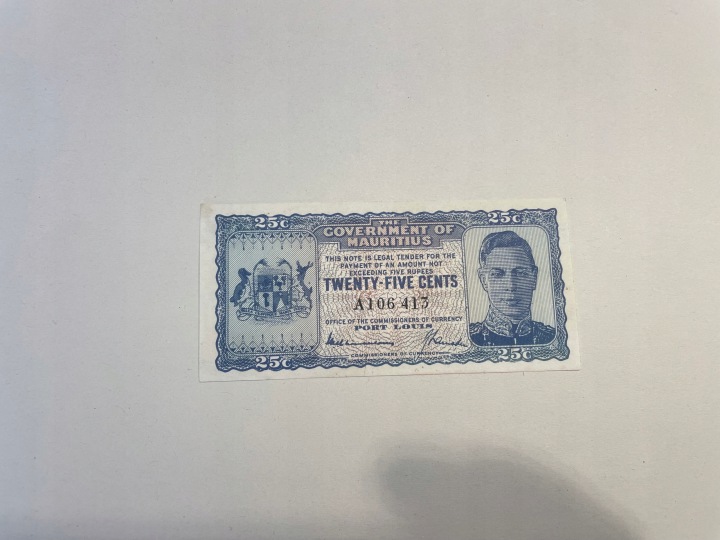 25c
25c
THE
GOVERNMENT OF
MAURITIUS
THIS NOTE IS LEGAL TENDER FOR THE
PAYMENT OF AN AMOUNT NOT
EXCEEDING FIVE RUPEES
TWENTY-FIVE CENTS
A106413
OFFICE OF THE COMMISSIONERS OF CURRENCY
PORT LOUIS
COMMISSIONERS OF CURRENCY
25c
25c